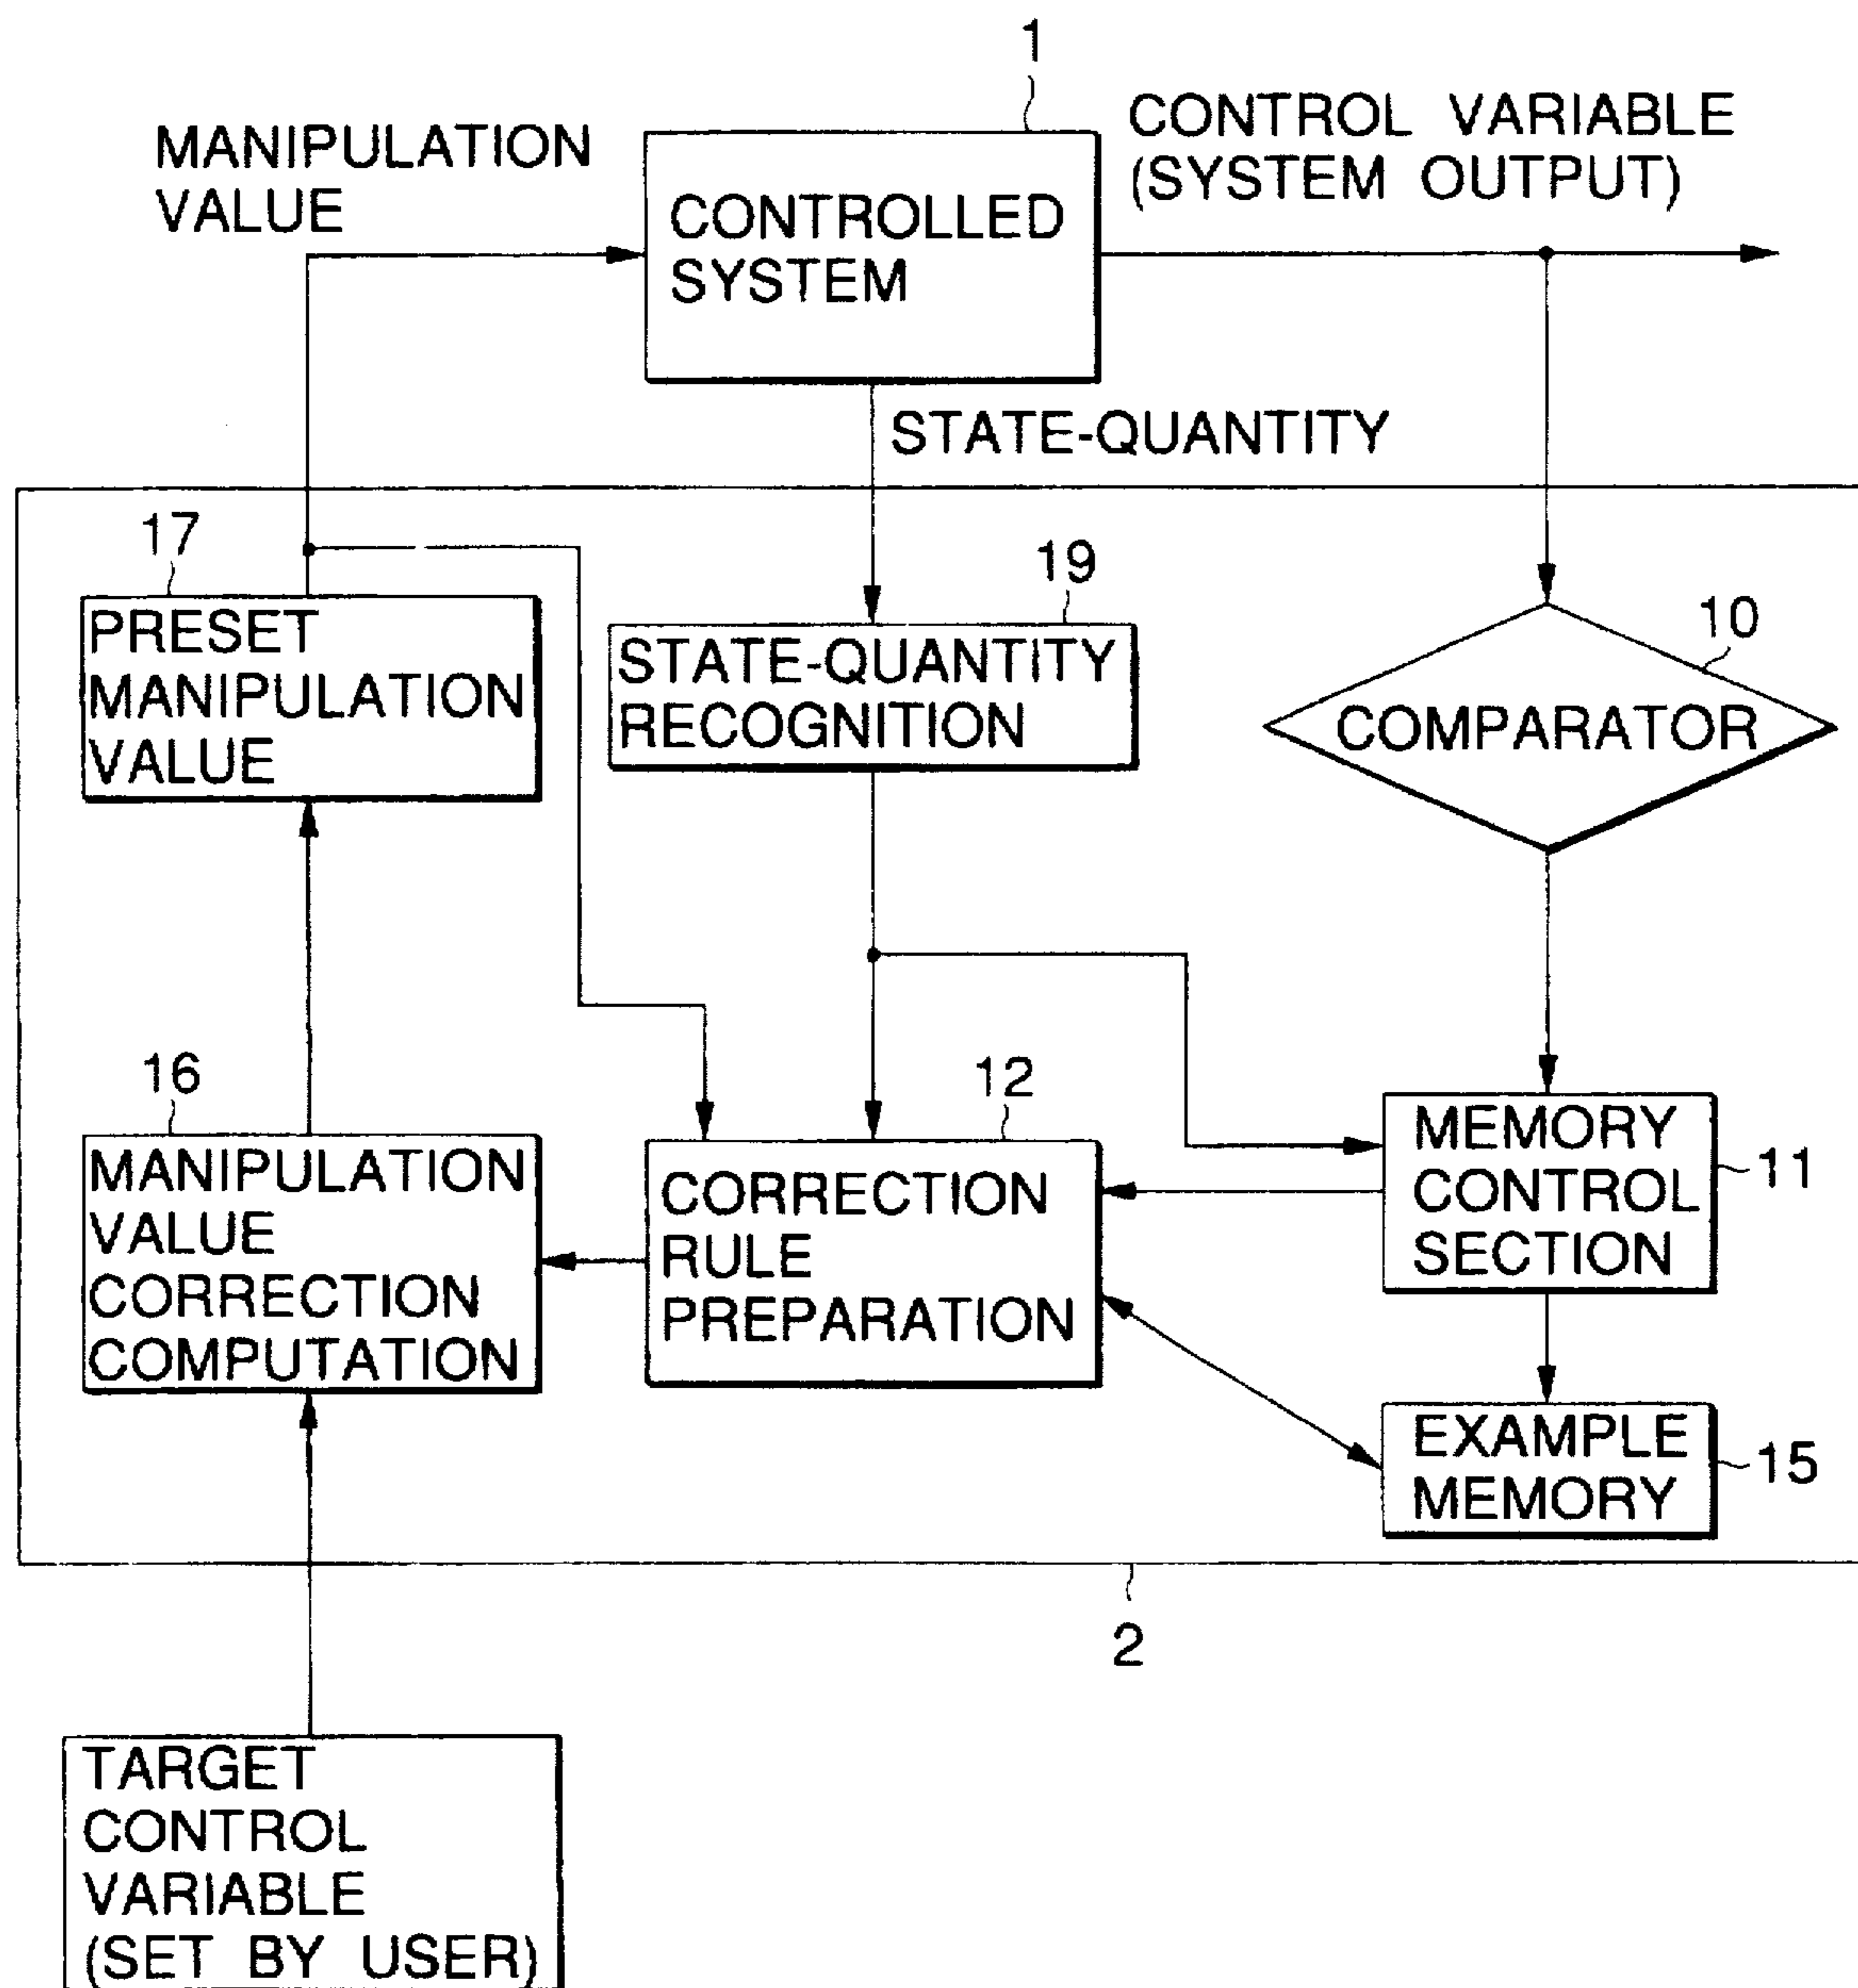 1
MANIPULATION
VALUE
CONTROLLED
SYSTEM
CONTROL VARIABLE
(SYSTEM OUTPUT)
STATE-QUANTITY
17
PRESET
MANIPULATION
VALUE
19
STATE-QUANTITY
RECOGNITION
10
COMPARATOR
16
MANIPULATION
VALUE
CORRECTION
COMPUTATION
12
CORRECTION
RULE
PREPARATION
MEMORY
CONTROL
SECTION
11
EXAMPLE
MEMORY
15
2
TARGET
CONTROL
VARIABLE
(SET BY USER)